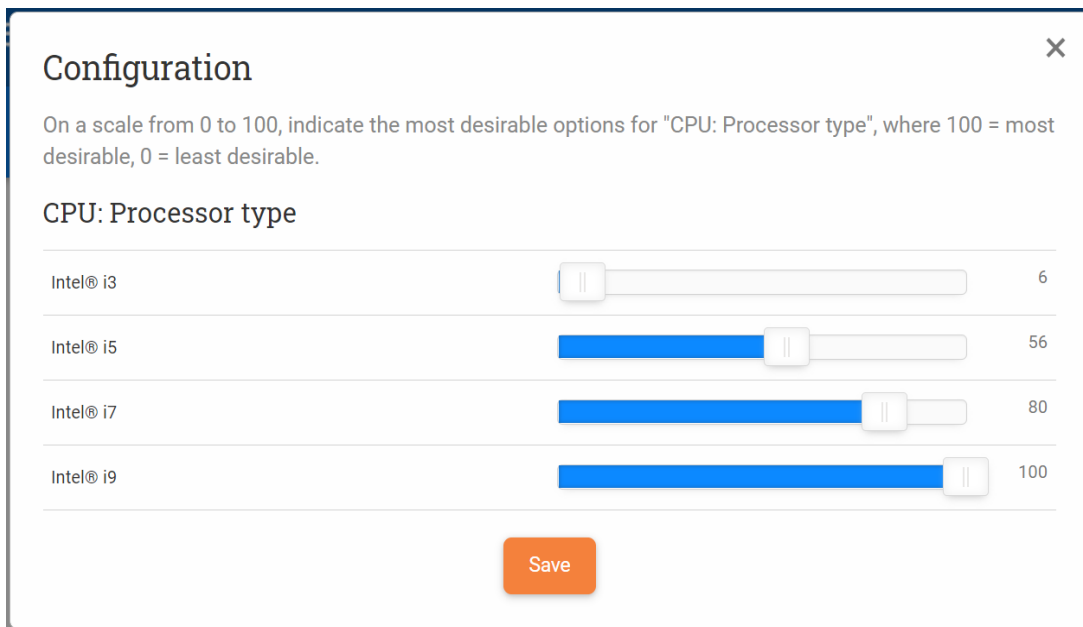 Configuration
On a scale from 0 to 100, indicate the most desirable options for "CPU: Processor type", where 100 = most
desirable, 0 = least desirable.
CPU: Processor type
Intel® i3 6
Intel® i5 56
Intel® i7 80
Intel® i9 100
Save